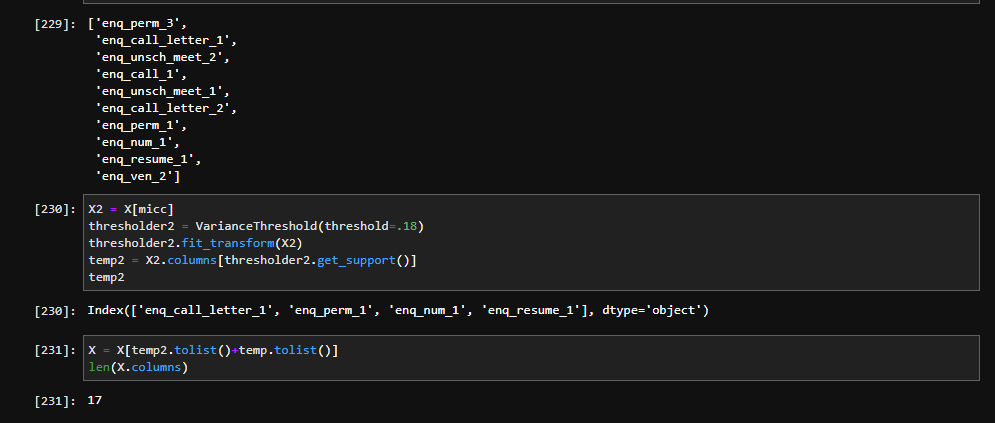 [229]: ['enq_perm_3',
'enq_call_letter_1',
'enq_unsch_meet_2',
'enq_call_1',
'enq_unsch_meet_1',
'enq_call_letter_2',
'enq_perm_1',
'enq_num_1',
'enq_resume_1',
'enq_ven_2']
[230]: X2 = X[micc]
thresholder2 = VarianceThreshold(threshold=.18)
thresholder2.fit_transform(X2)
temp2 = X2.columns[thresholder2.get_support()]
temp2
[230]: Index(['enq_call_letter_1', 'enq_perm_1', 'enq_num_1', 'enq_resume_1'], dtype='object')
[231]: X = X[temp2.tolist()+temp.tolist()]
len(X.columns)
[231]: 17